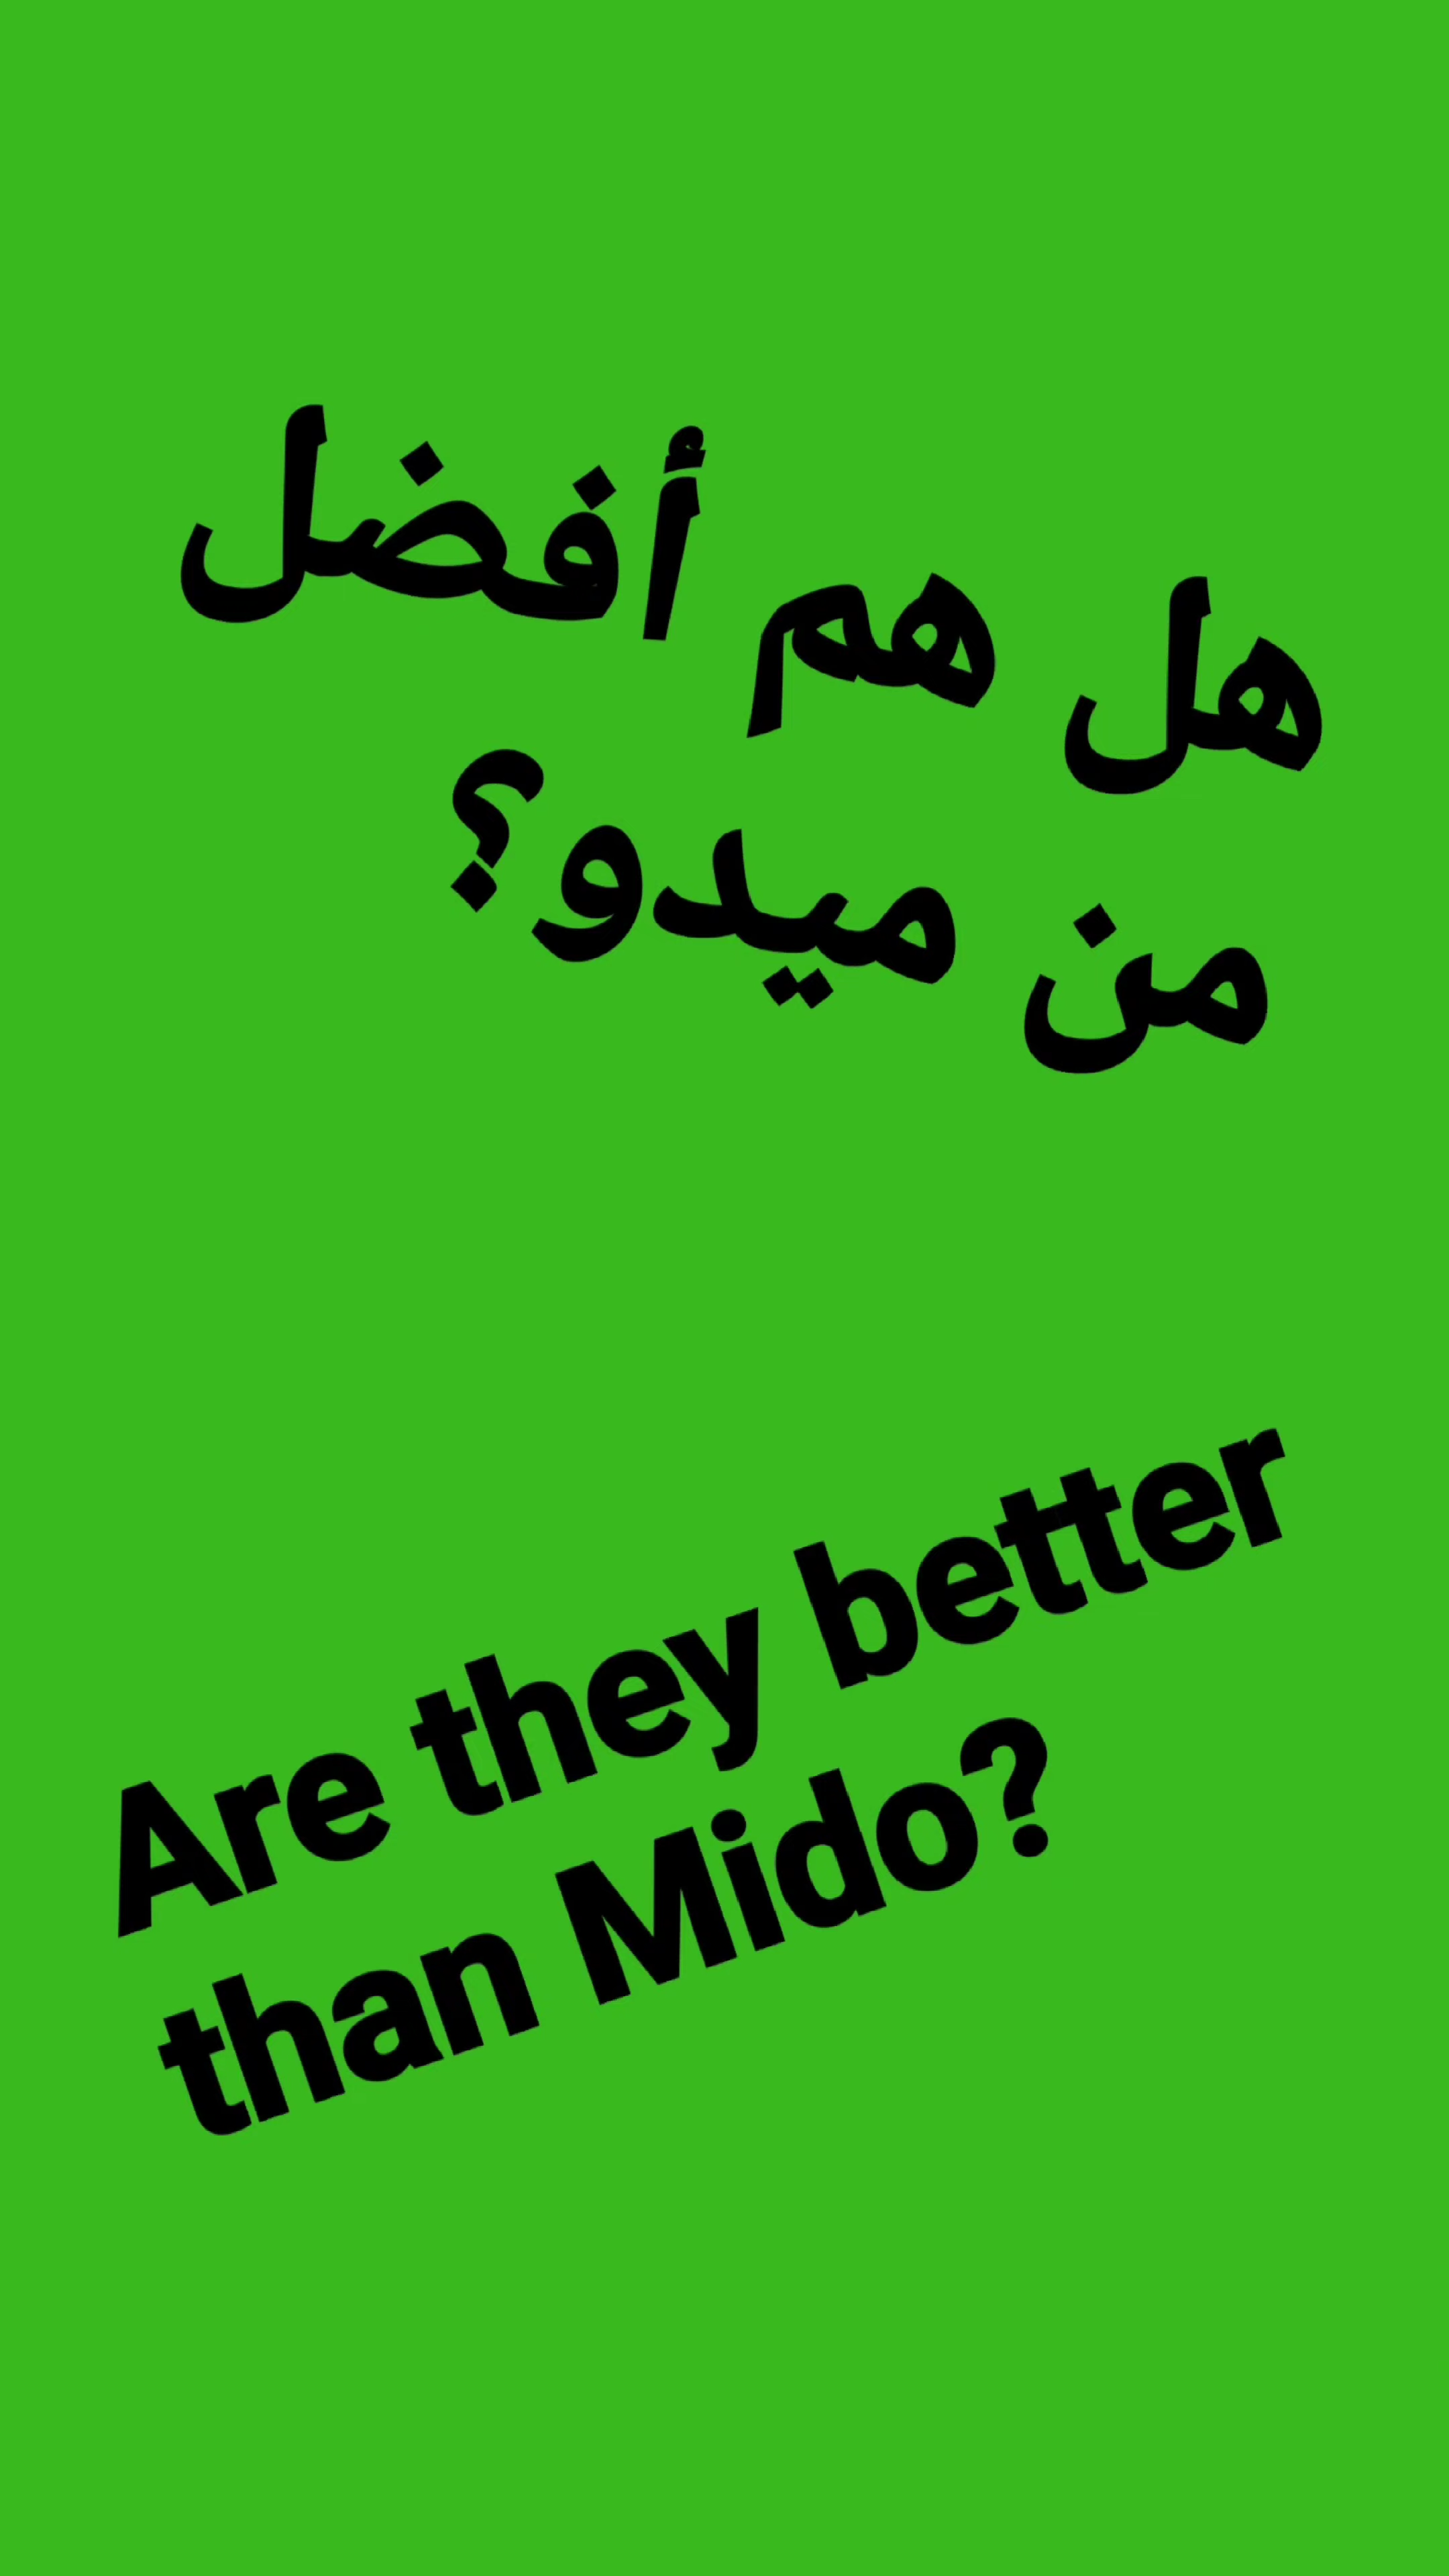 هل هم أفضل
من ميدو؟
Are they better
than Mido?